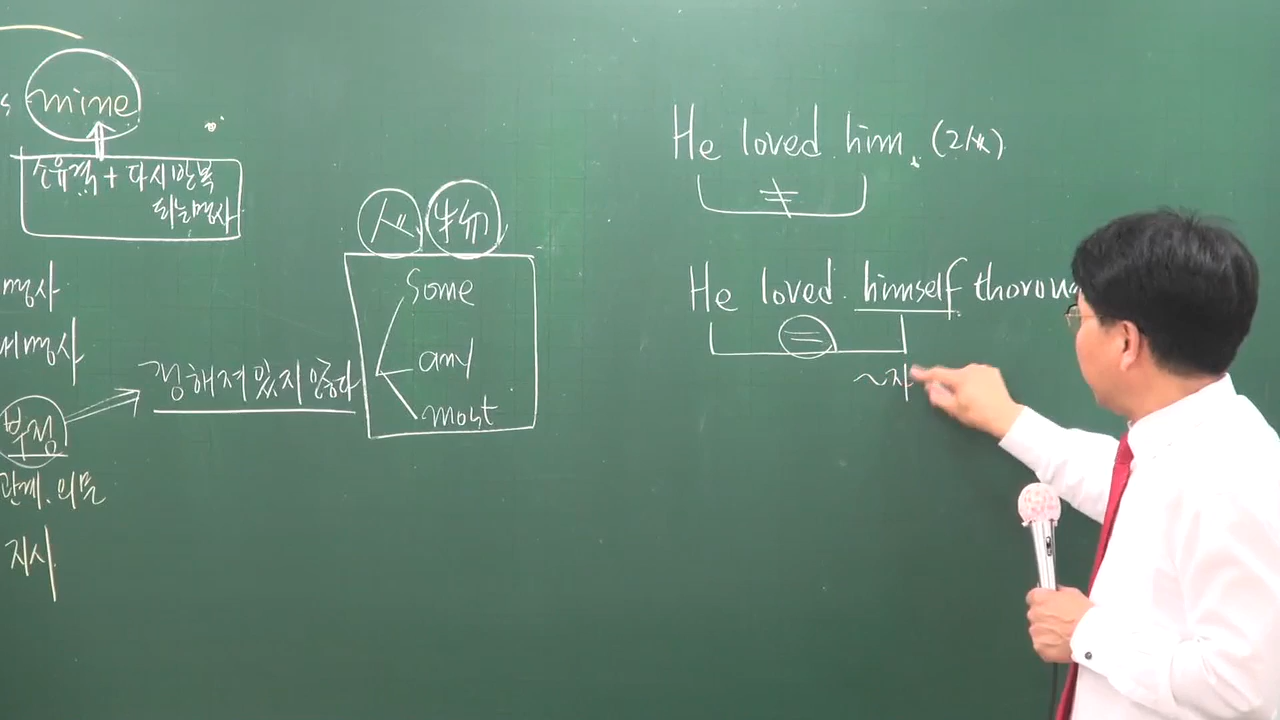 s mine
소유격 + 다시 반복
되는 명사
명사
명사
부정
관계, 의문
지시
정해져 있지 않다
人 物
Some
any
most
He loved him. (2人)
≠
He loved himself thorou
=
~자